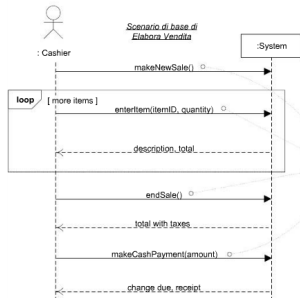 Scenario di base di
Elabora Vendita
: Cashier
:System
makeNewSale()
loop
[ more items ]
enterItem(itemID, quantity)
description, total
endSale()
total with taxes
makeCashPayment(amount)
change due, receipt